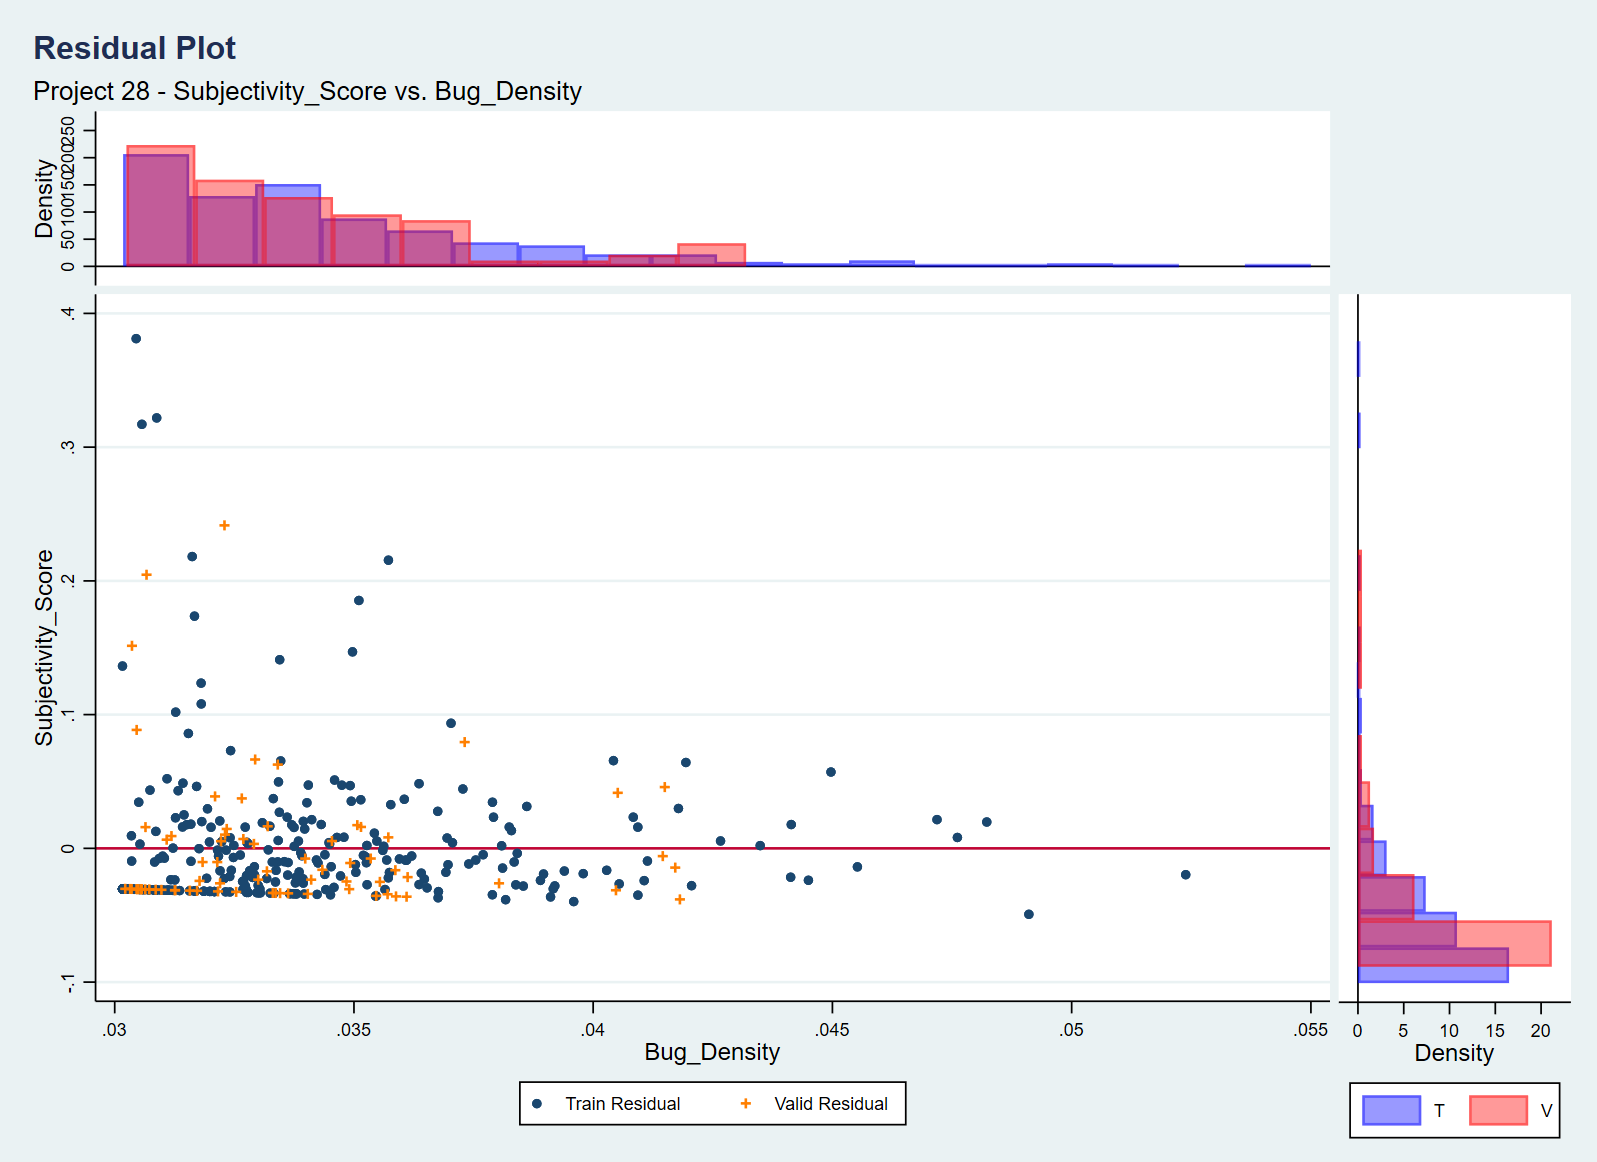 Residual Plot
Project 28 - Subjectivity_Score vs. Bug_Density
Density
0 50 100 150 200 250
Subjectivity_Score
.4
.3
.2
.1
0
-.1
.03 .035 .04 .045 .05 .055
Bug_Density
0 5 10 15 20
Density
Train Residual Valid Residual
T V